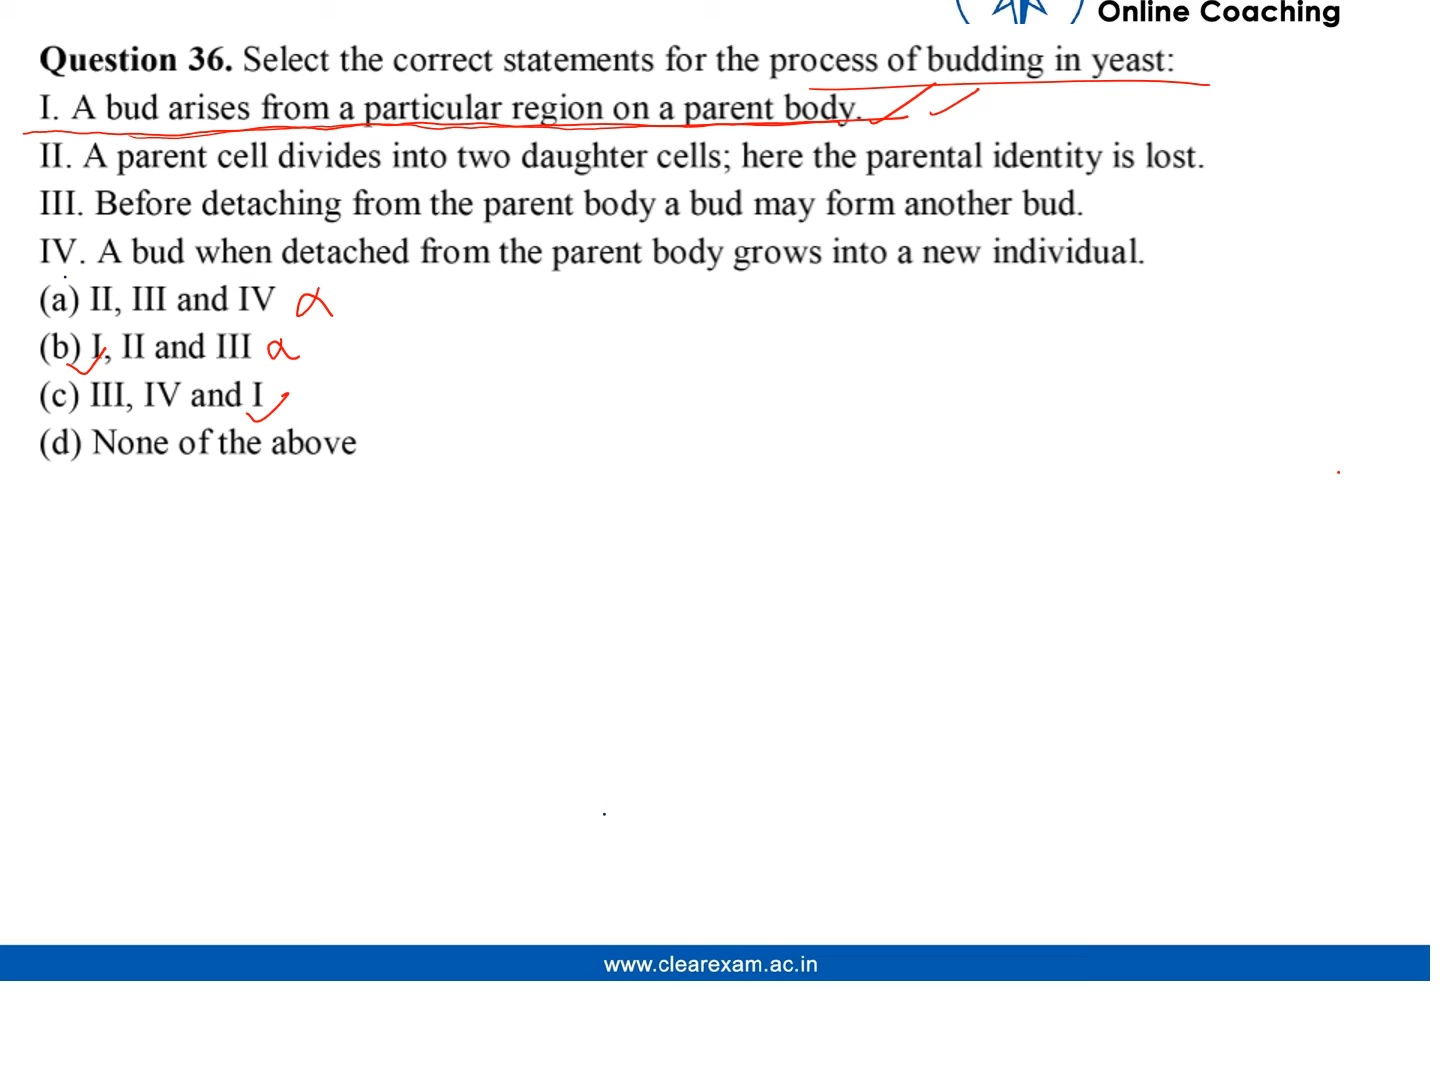 Online Coaching
Question 36. Select the correct statements for the process of budding in yeast:
I. A bud arises from a particular region on a parent body.
II. A parent cell divides into two daughter cells; here the parental identity is lost.
III. Before detaching from the parent body a bud may form another bud.
IV. A bud when detached from the parent body grows into a new individual.
(a) II, III and IV
(b) I, II and III
(c) III, IV and I
(d) None of the above
www.clearexam.ac.in